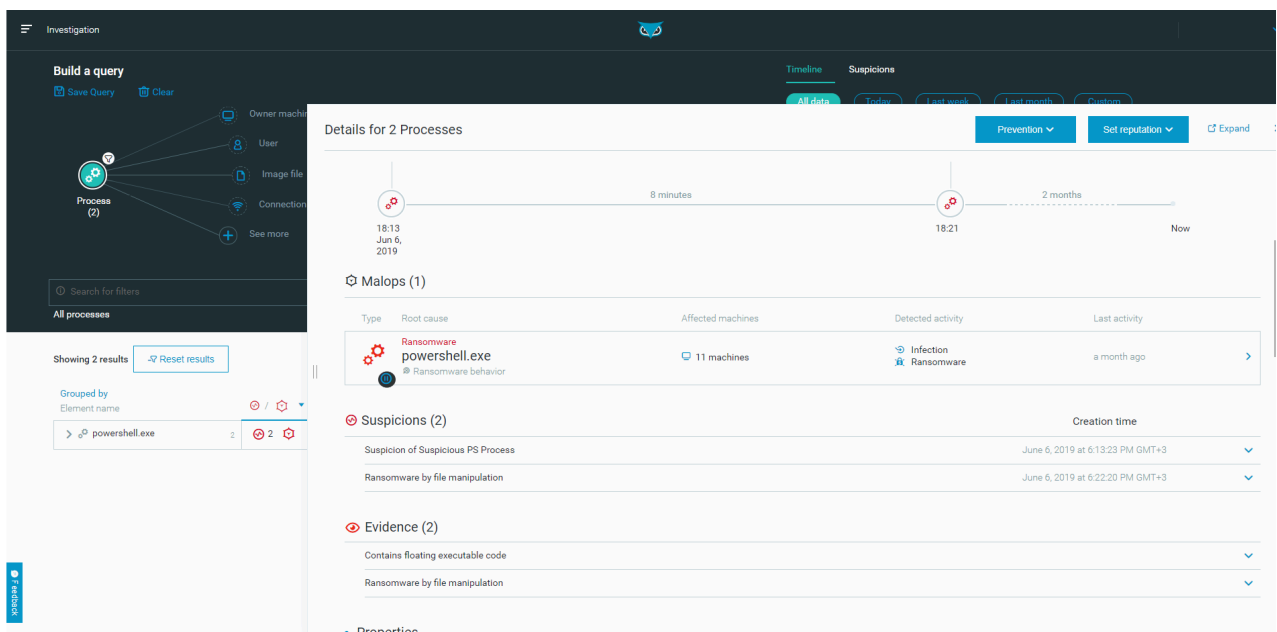 Investigation
Build a query
Save Query Clear
Timeline Suspicions
All data Today Last week Last month Custom
Owner machin
User
Image file
Connection
See more
Process
(2)
Search for filters
All processes
Showing 2 results Reset results
Grouped by
Element name /
powershell.exe 2 2
Feedback
Details for 2 Processes Prevention Set reputation Expand
8 minutes 2 months
18:13 18:21 Now
Jun 6,
2019
Malops (1)
Type Root cause Affected machines Detected activity Last activity
Ransomware
powershell.exe
Ransomware behavior
11 machines
Infection
Ransomware
a month ago
Suspicions (2) Creation time
Suspicion of Suspicious PS Process June 6, 2019 at 6:13:23 PM GMT+3
Ransomware by file manipulation June 6, 2019 at 6:22:20 PM GMT+3
Evidence (2)
Contains floating executable code
Ransomware by file manipulation
Properties